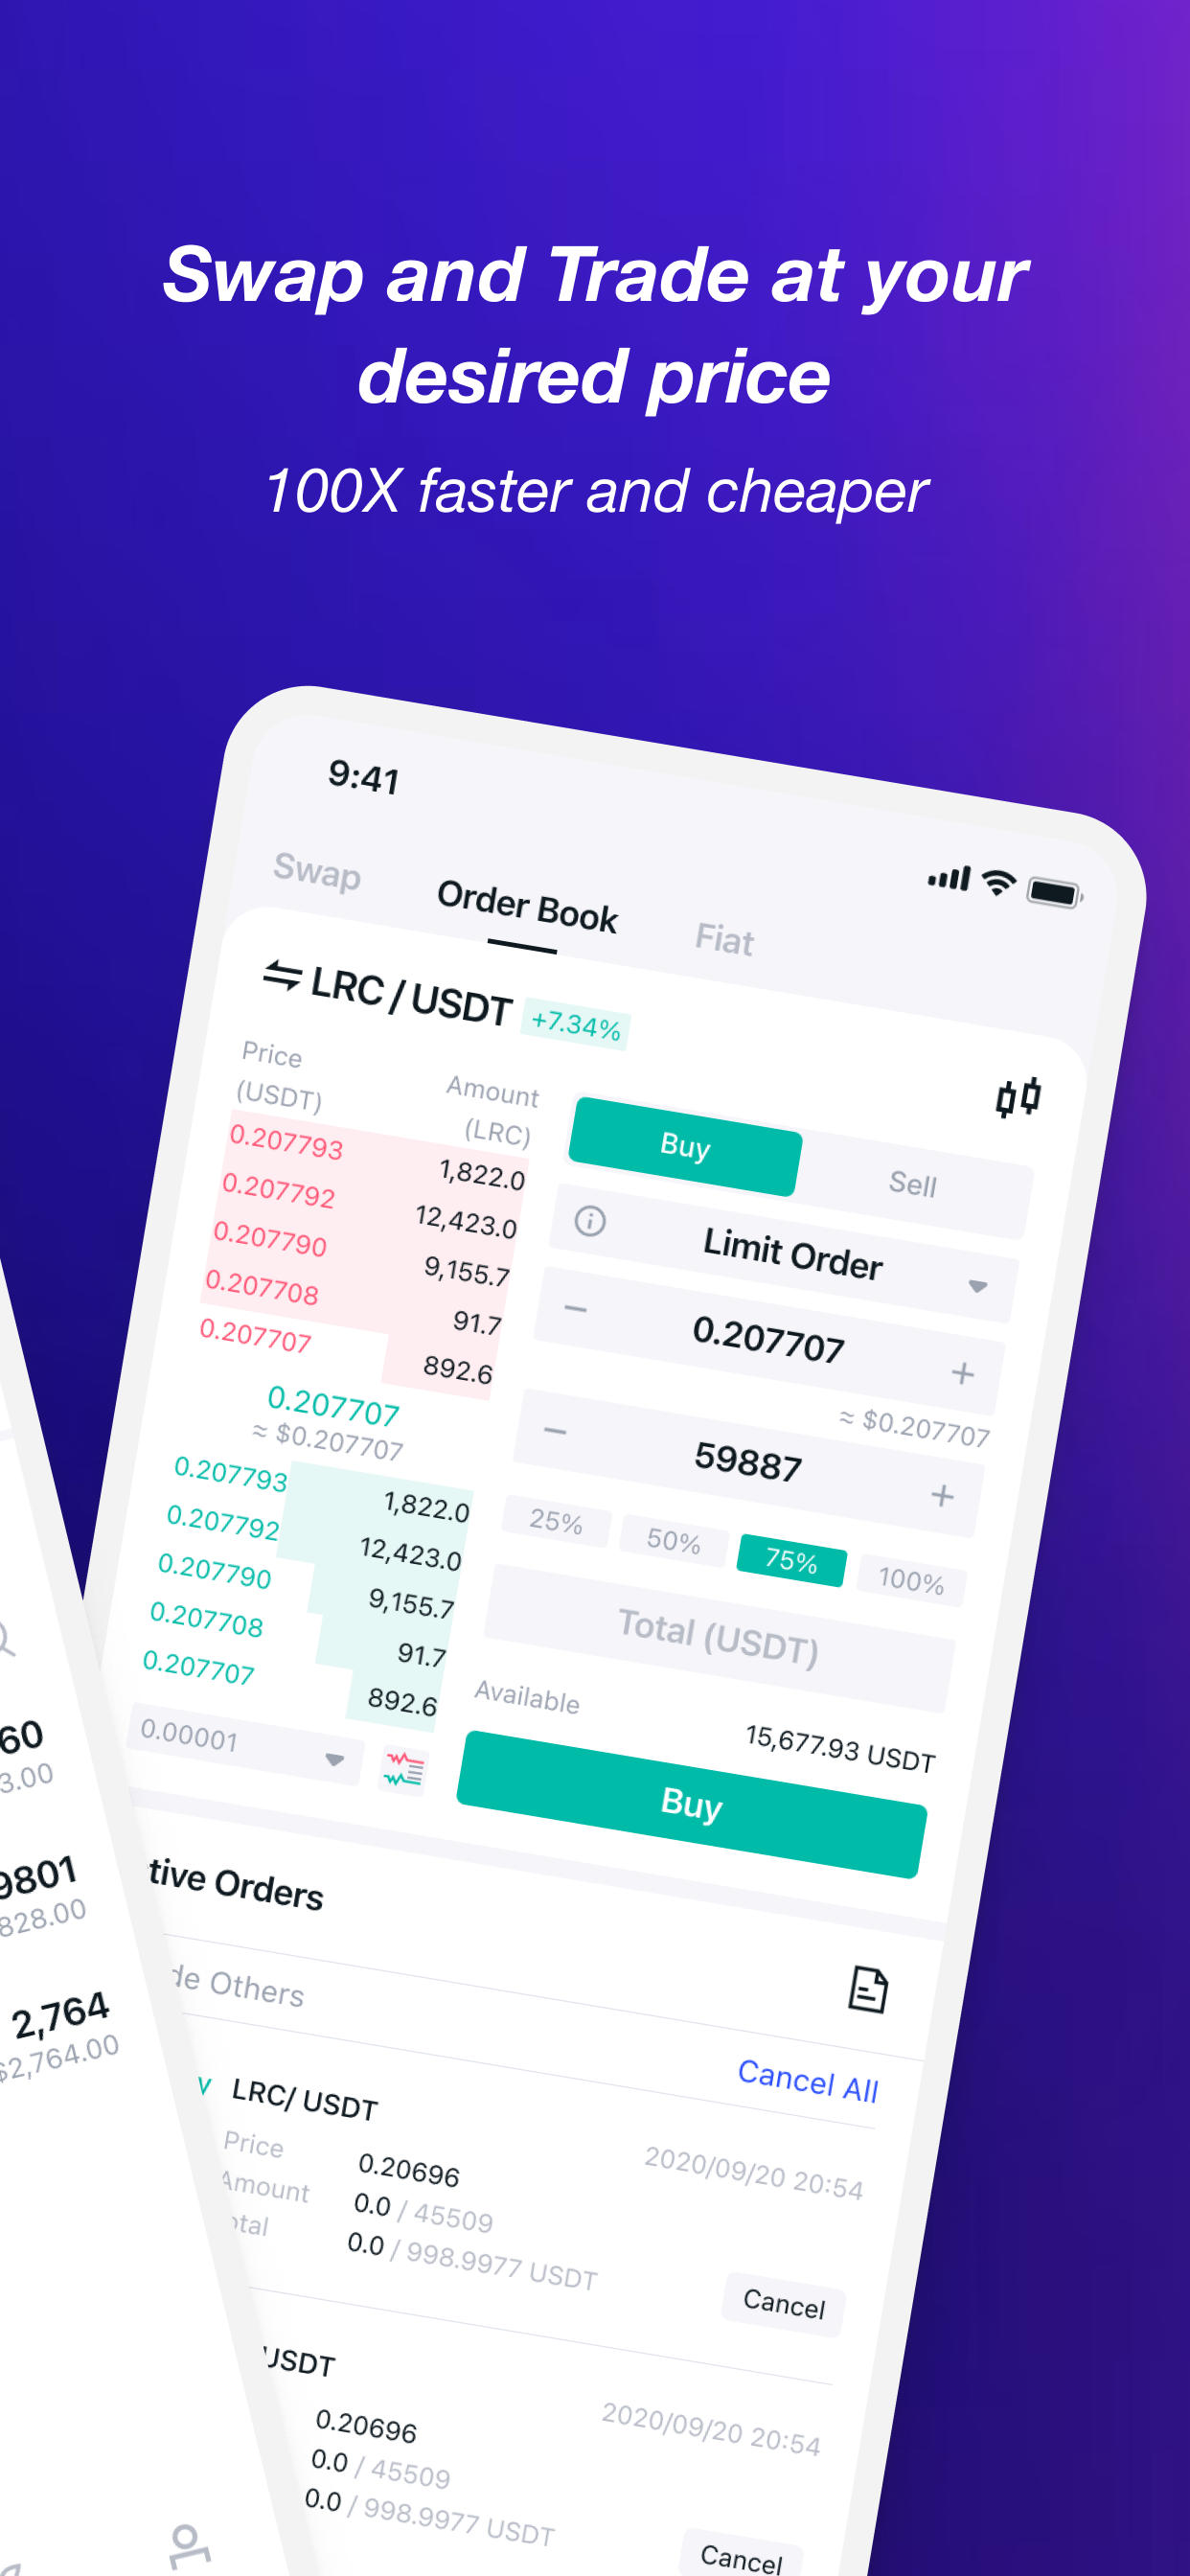 Swap and Trade at your
desired price
100X faster and cheaper
9:41
Swap Order Book Fiat
LRC / USDT +7.34%
Price
(USDT)
Amount
(LRC)
0.207793 1,822.0
0.207792 12,423.0
0.207790 9,155.7
0.207708 91.7
0.207707 892.6
0.207707
≈ $0.207707
0.207793 1,822.0
0.207792 12,423.0
0.207790 9,155.7
0.207708 91.7
0.207707 892.6
0.00001
Buy Sell
Limit Order
− 0.207707 +
≈ $0.207707
− 59887 +
25% 50% 75% 100%
Total (USDT)
Available
15,677.93 USDT
Buy
tive Orders
de Others
Cancel All
LRC/ USDT
2020/09/20 20:54
Price 0.20696
Amount 0.0 / 45509
otal 0.0 / 998.9977 USDT
Cancel
USDT
2020/09/20 20:54
0.20696
0.0 / 45509
0.0 / 998.9977 USDT
Cancel
60
3.00
9801
828.00
2,764
$2,764.00